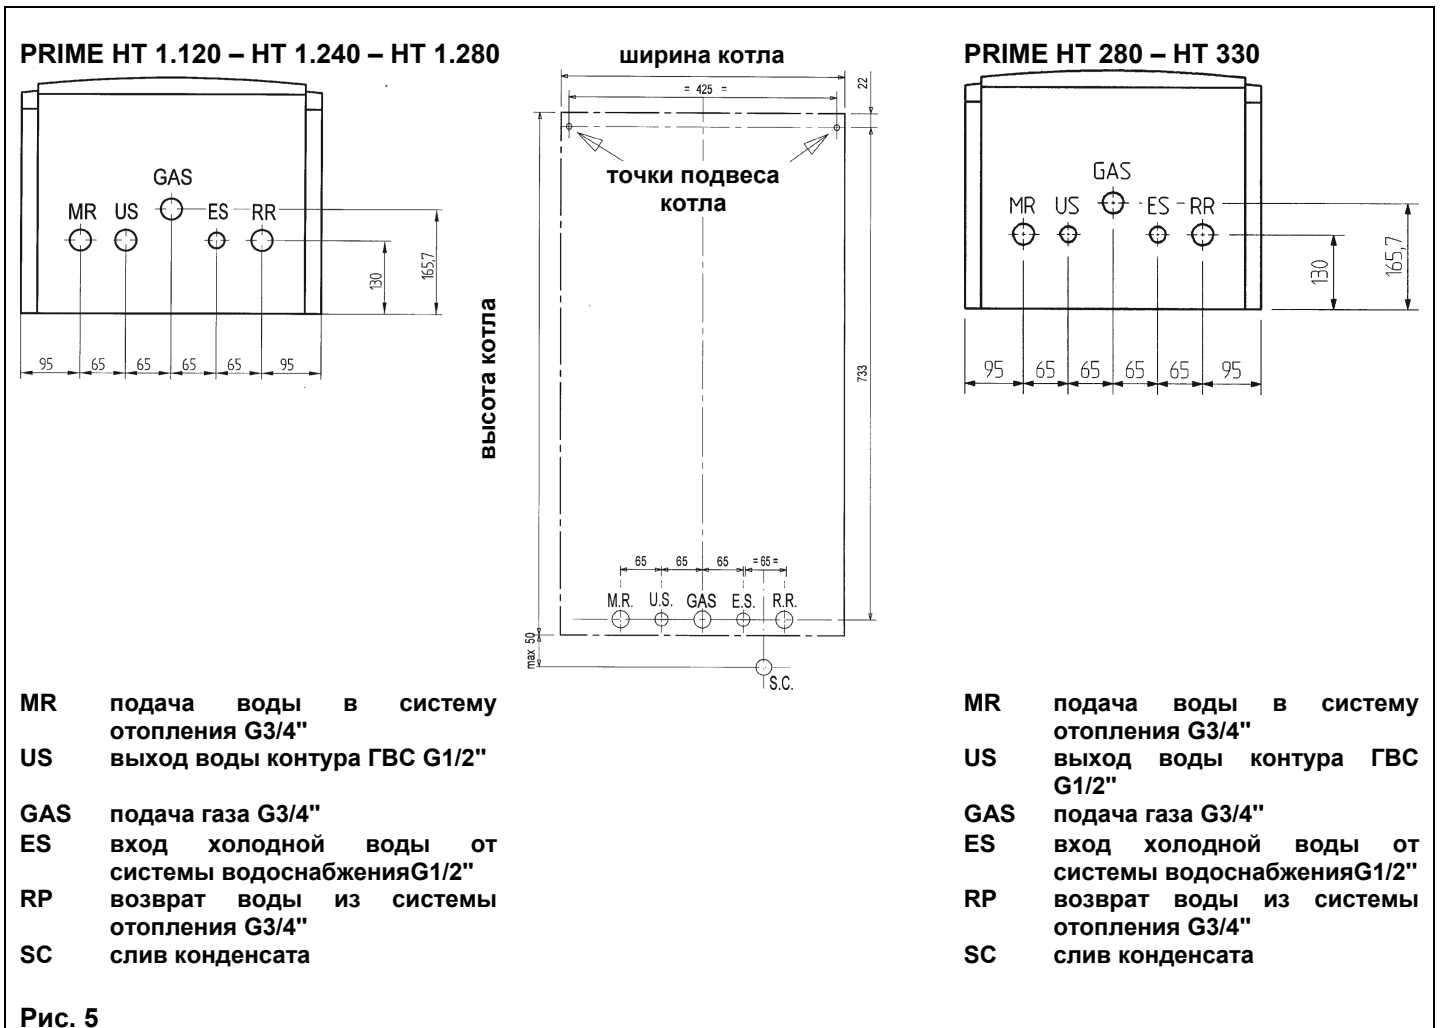 PRIME HT 1.120 – HT 1.240 – HT 1.280
GAS
MR US ES RR
130
165,7
95 65 65 65 65 95
ширина котла
= 425 =
22
точки подвеса
котла
высота котла
733
65 65 65 = 65 =
M.R. U.S. GAS E.S. R.R.
max 50
S.C.
PRIME HT 280 – HT 330
GAS
MR US ES RR
130
165,7
95 65 65 65 65 95
MR подача воды в систему
отопления G3/4"
US выход воды контура ГВС G1/2"
GAS подача газа G3/4"
ES вход холодной воды от
системы водоснабженияG1/2"
RP возврат воды из системы
отопления G3/4"
SC слив конденсата
MR подача воды в систему
отопления G3/4"
US выход воды контура ГВС
G1/2"
GAS подача газа G3/4"
ES вход холодной воды от
системы водоснабженияG1/2"
RP возврат воды из системы
отопления G3/4"
SC слив конденсата
Рис. 5